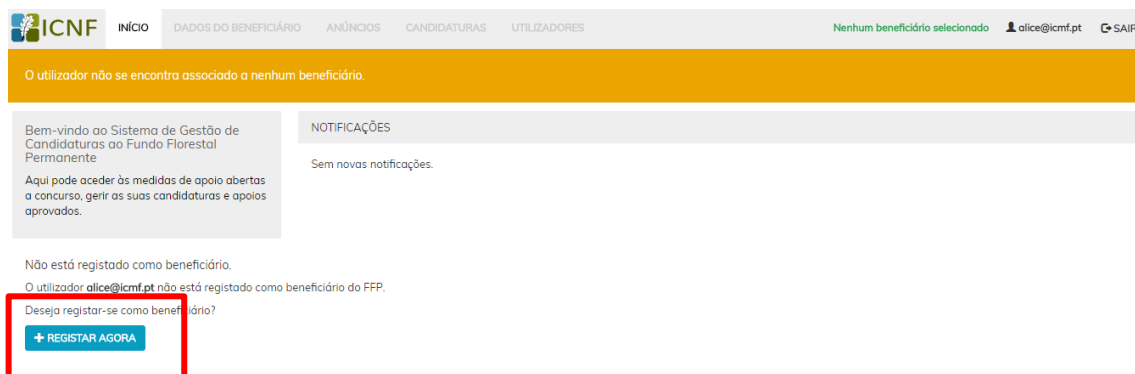 ICNF INÍCIO DADOS DO BENEFICIÁRIO ANÚNCIOS CANDIDATURAS UTILIZADORES Nenhum beneficiário selecionado alice@icmf.pt SAIR
O utilizador não se encontra associado a nenhum beneficiário.
Bem-vindo ao Sistema de Gestão de
Candidaturas ao Fundo Florestal
Permanente
Aqui pode aceder às medidas de apoio abertas
a concurso, gerir as suas candidaturas e apoios
aprovados.
NOTIFICAÇÕES
Sem novas notificações.
Não está registado como beneficiário.
O utilizador alice@icmf.pt não está registado como beneficiário do FFP.
Deseja registar-se como beneficiário?
+ REGISTAR AGORA